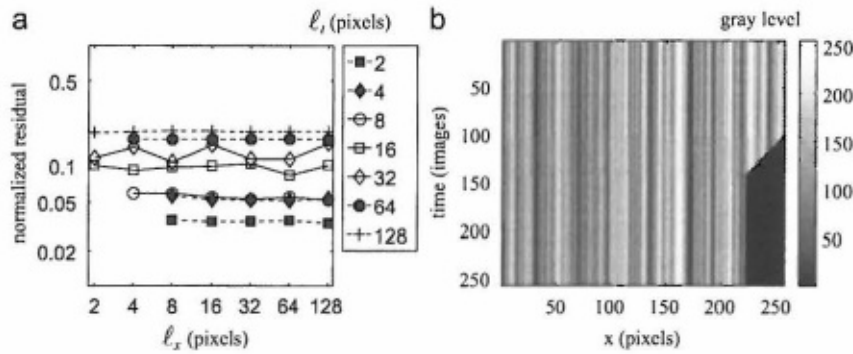 a
ℓt (pixels)
normalized residual
0.5
0.1
0.05
0.02
2 4 8 16 32 64 128
ℓx (pixels)
2
4
8
16
32
64
128
b
gray level
time (images)
50
100
150
200
250
50 100 150 200 250
x (pixels)
250
200
150
100
50